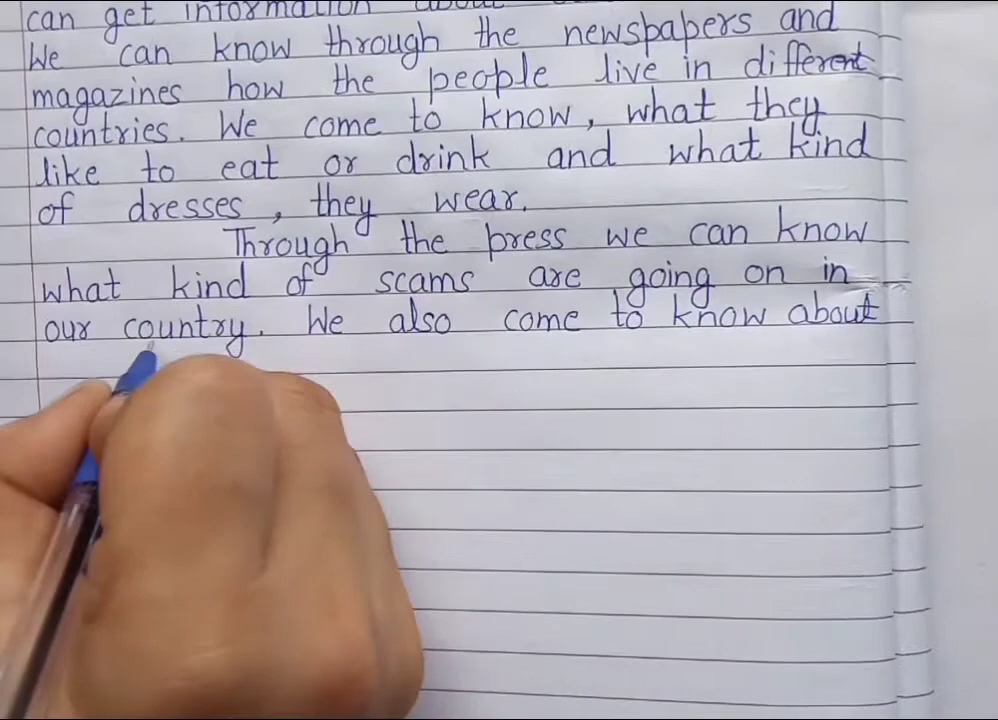 can get information about
We can know through the newspapers and
magazines how the people live in different
countries. We come to know, what they
like to eat or drink and what kind
of dresses, they wear.
Through the press we can know
what kind of scams are going on in
our country. We also come to know about